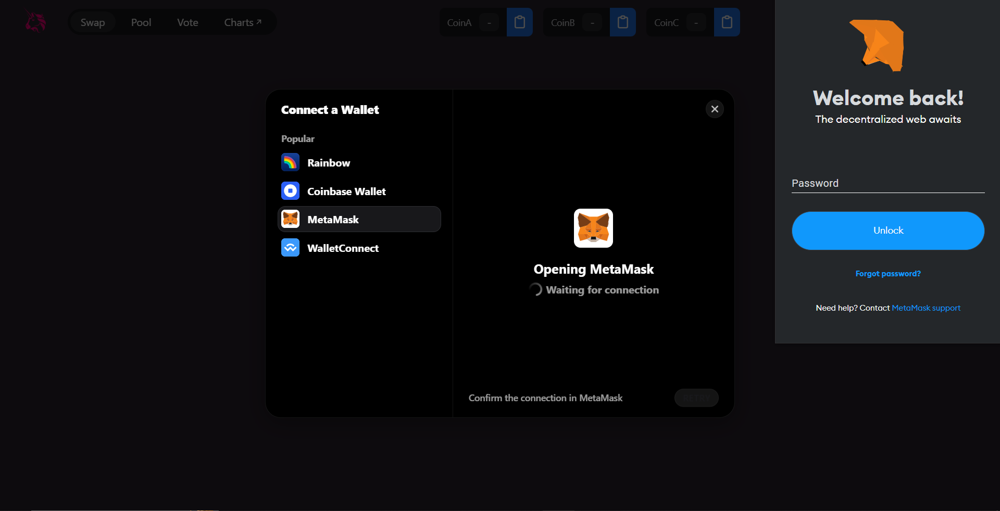 Swap Pool Vote Charts ↗
CoinA - CoinB - CoinC -
Connect a Wallet
Popular
Rainbow
Coinbase Wallet
MetaMask
WalletConnect
Opening MetaMask
Waiting for connection
Confirm the connection in MetaMask
RETRY
Welcome back!
The decentralized web awaits
Password
Unlock
Forgot password?
Need help? Contact MetaMask support